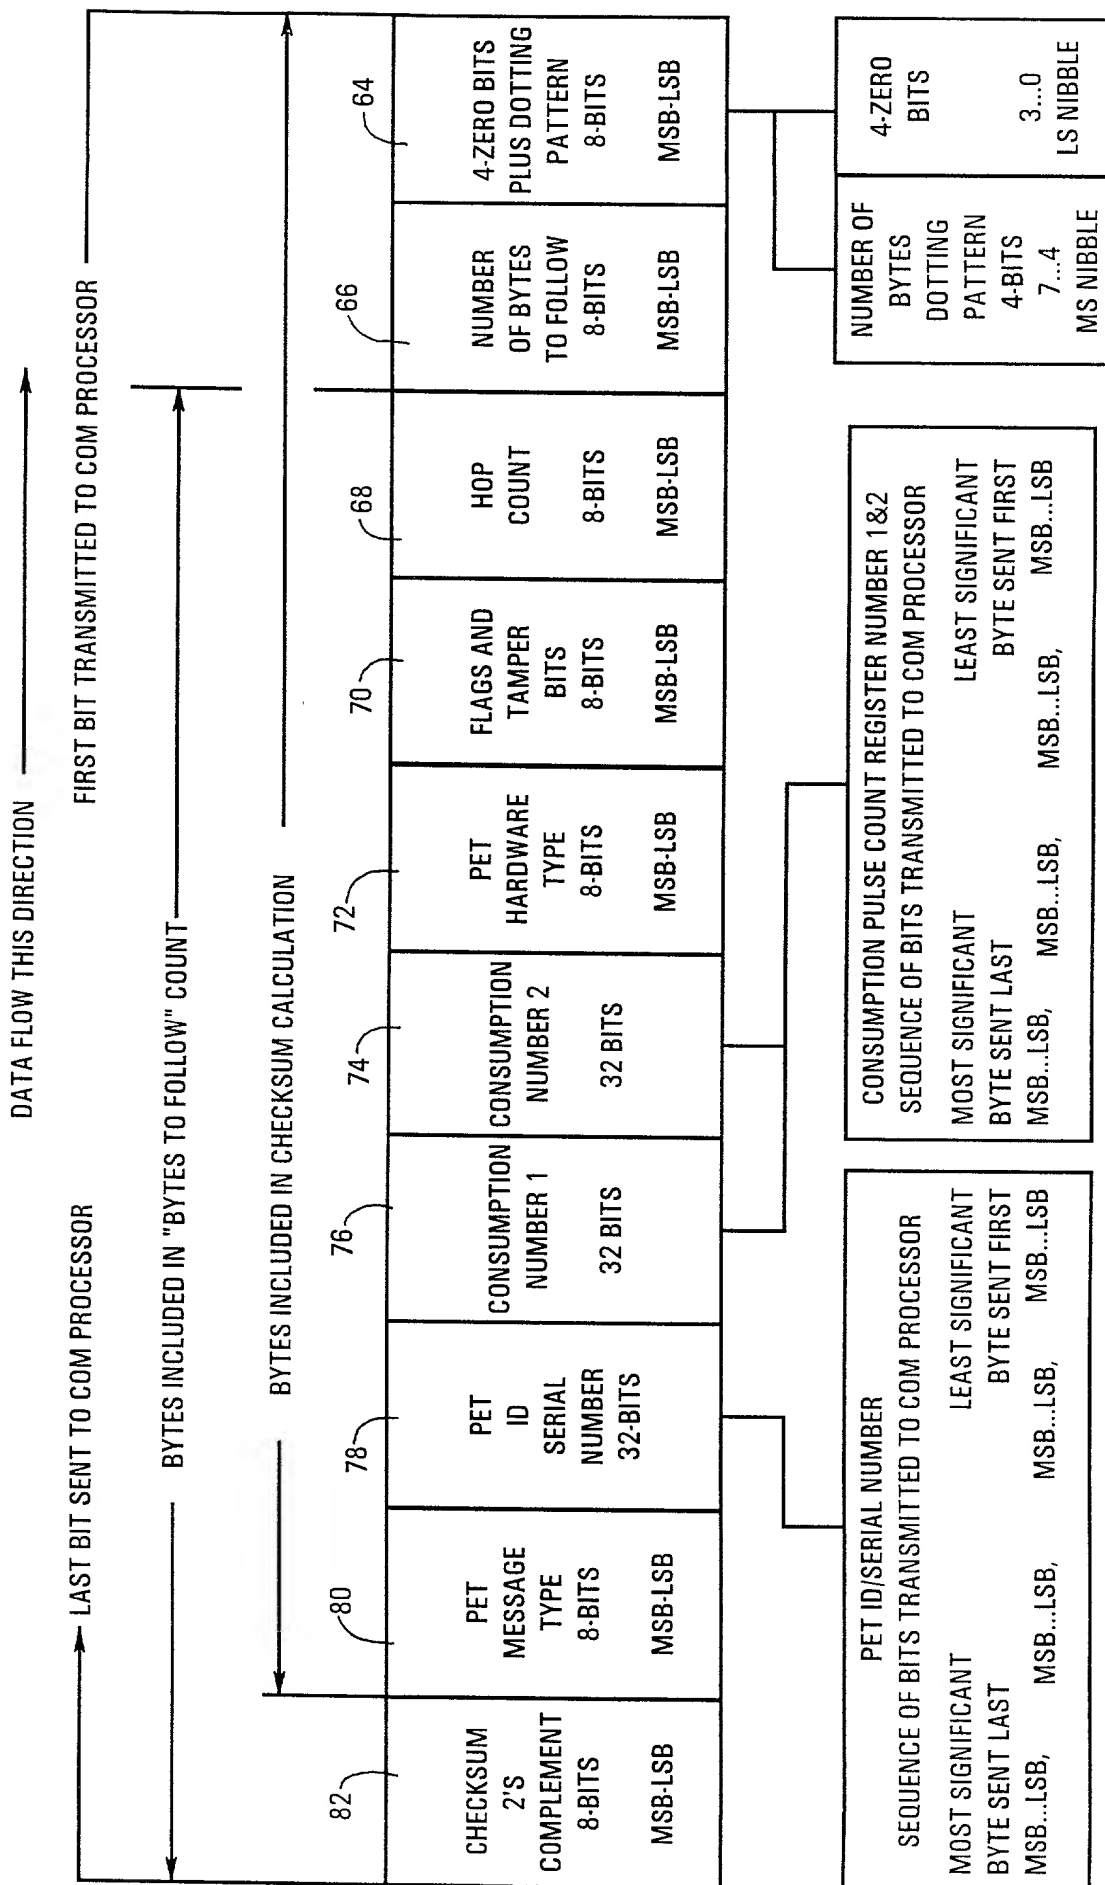 DATA FLOW THIS DIRECTION
LAST BIT SENT TO COM PROCESSOR
FIRST BIT TRANSMITTED TO COM PROCESSOR
BYTES INCLUDED IN "BYTES TO FOLLOW" COUNT
BYTES INCLUDED IN CHECKSUM CALCULATION
82
CHECKSUM
2'S
COMPLEMENT
8-BITS
MSB-LSB
80
PET
MESSAGE
TYPE
8-BITS
MSB-LSB
78
PET
ID
SERIAL
NUMBER
32-BITS
76
CONSUMPTION
NUMBER 1
32 BITS
74
CONSUMPTION
NUMBER 2
32 BITS
72
PET
HARDWARE
TYPE
8-BITS
MSB-LSB
70
FLAGS AND
TAMPER
BITS
8-BITS
MSB-LSB
68
HOP
COUNT
8-BITS
MSB-LSB
66
NUMBER
OF BYTES
TO FOLLOW
8-BITS
MSB-LSB
64
4-ZERO BITS
PLUS DOTTING
PATTERN
8-BITS
MSB-LSB
PET ID/SERIAL NUMBER
SEQUENCE OF BITS TRANSMITTED TO COM PROCESSOR
MOST SIGNIFICANT LEAST SIGNIFICANT
BYTE SENT LAST BYTE SENT FIRST
MSB...LSB, MSB...LSB, MSB...LSB, MSB...LSB
CONSUMPTION PULSE COUNT REGISTER NUMBER 1&2
SEQUENCE OF BITS TRANSMITTED TO COM PROCESSOR
MOST SIGNIFICANT LEAST SIGNIFICANT
BYTE SENT LAST BYTE SENT FIRST
MSB...LSB, MSB...LSB, MSB...LSB, MSB...LSB
NUMBER OF
BYTES
DOTTING
PATTERN
4-BITS
7...4
MS NIBBLE
4-ZERO
BITS
3...0
LS NIBBLE